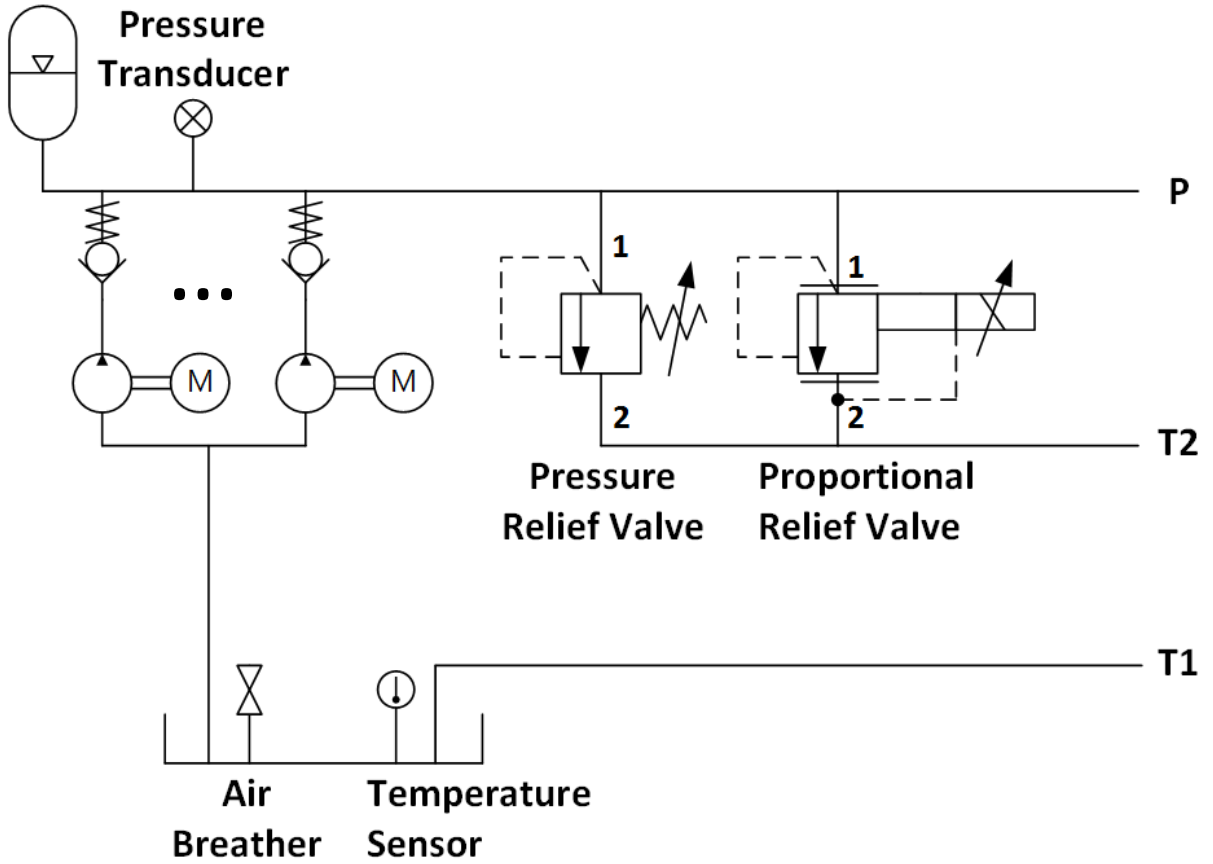 Pressure
Transducer
P
1
1
M
M
2
2
T2
Pressure
Relief Valve
Proportional
Relief Valve
T1
Air
Breather
Temperature
Sensor